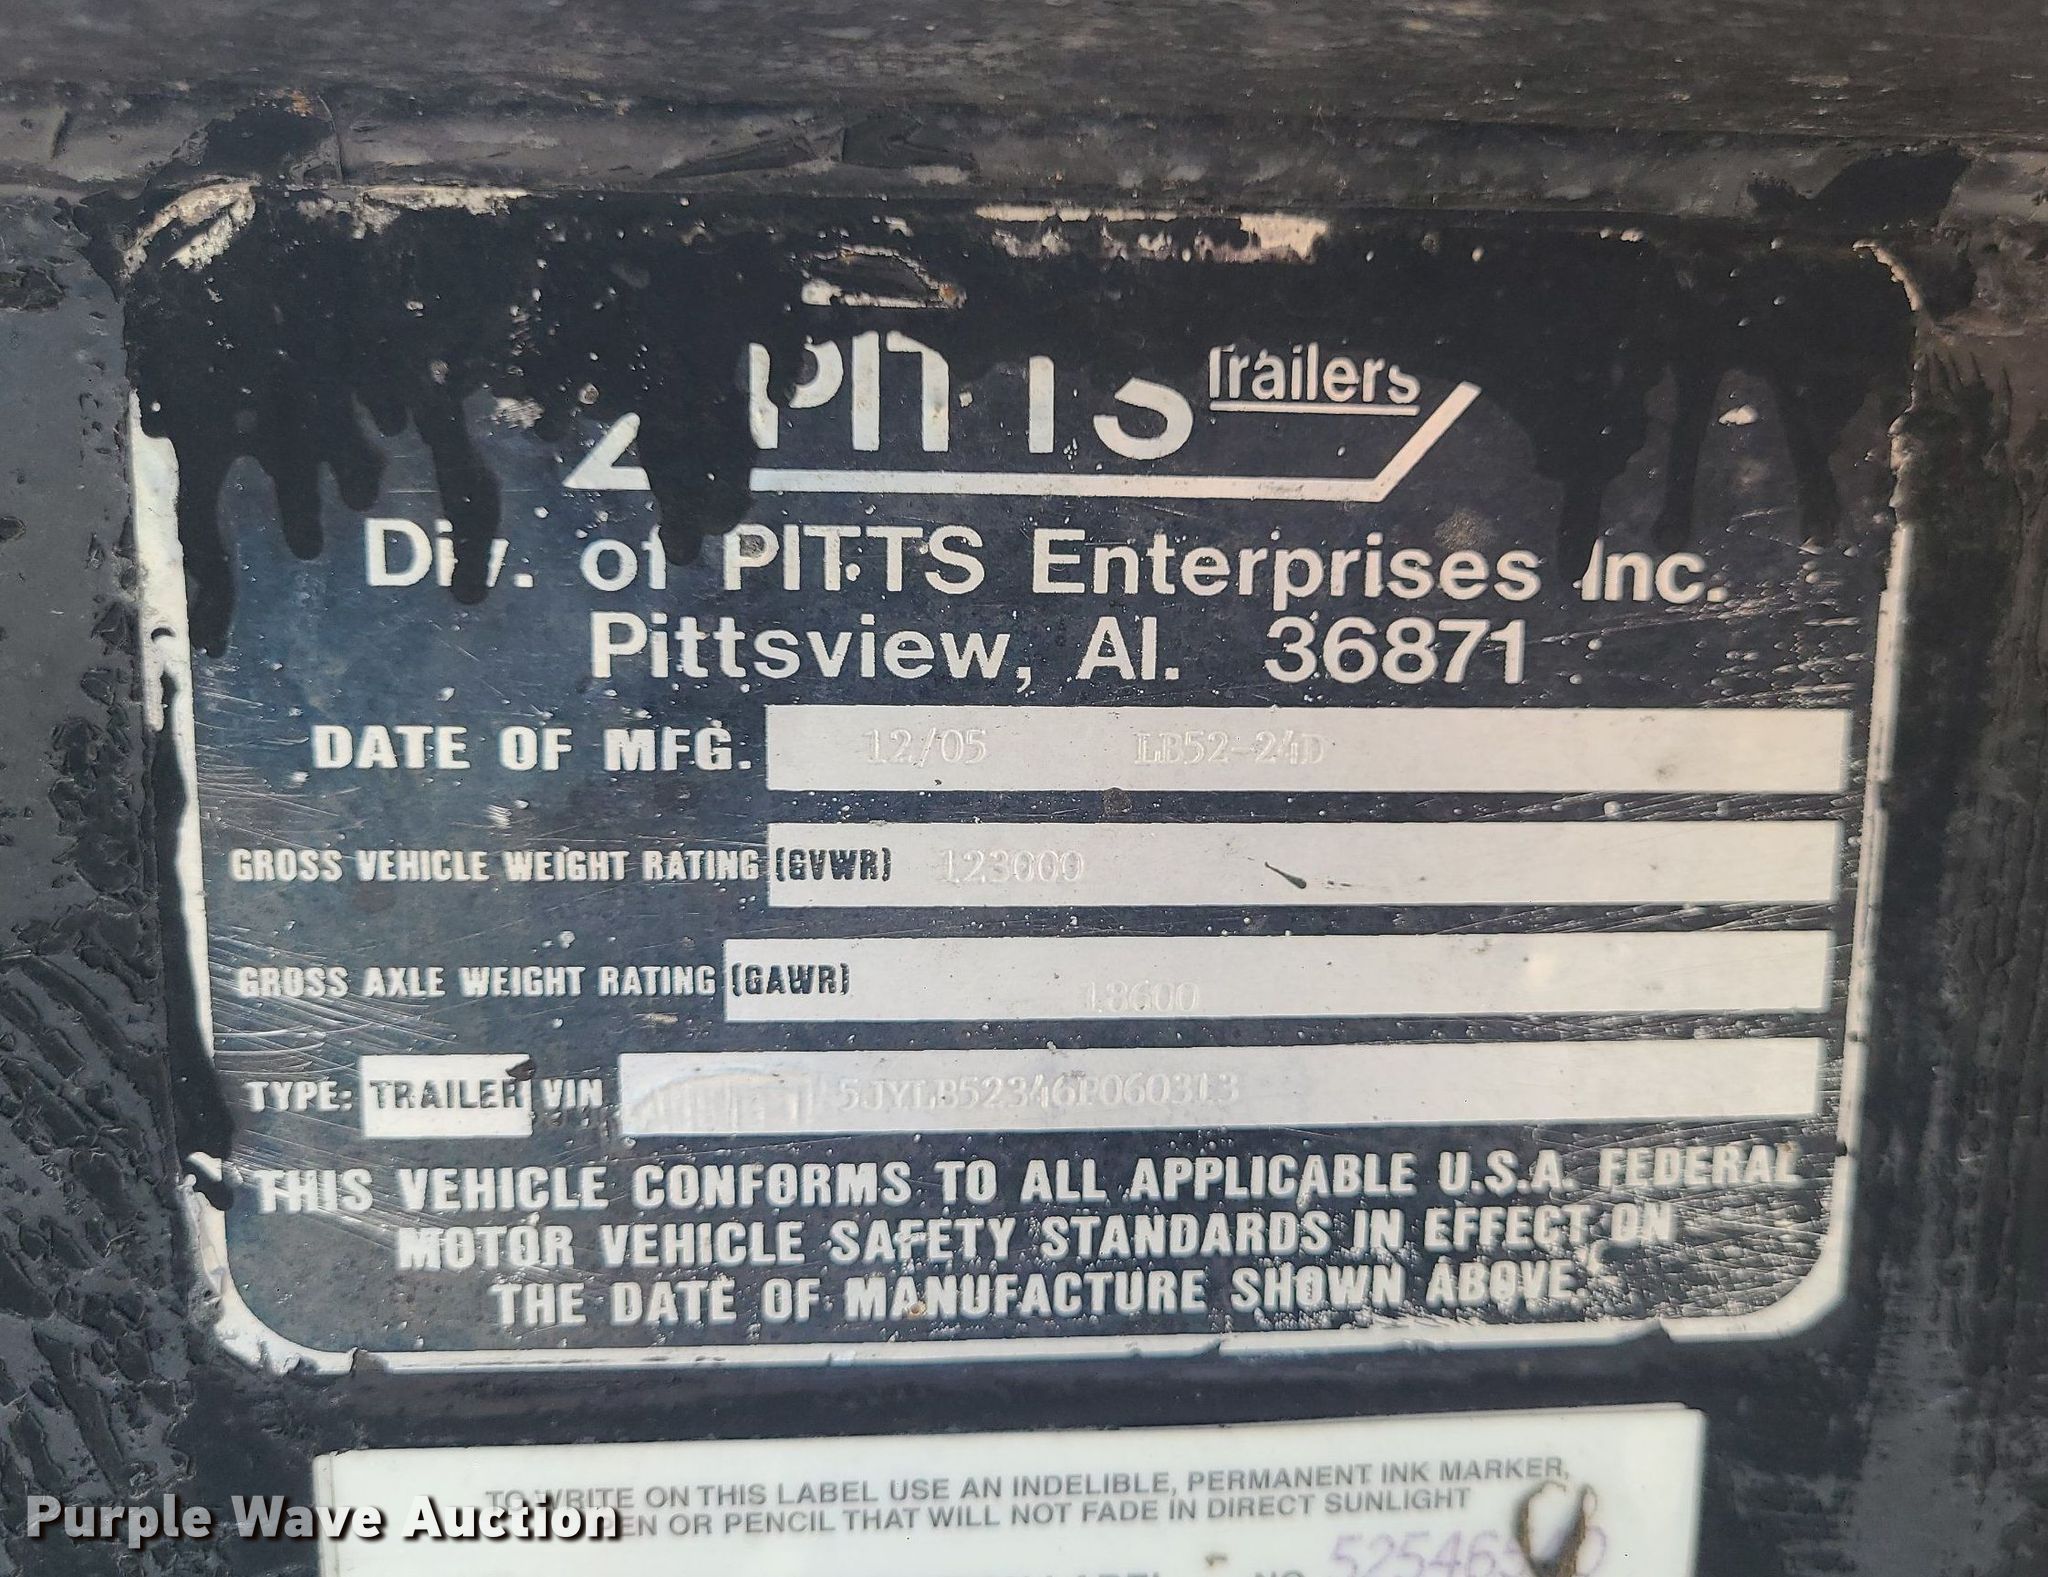 PITTS Trailers
Div. of PITTS Enterprises Inc.
Pittsview, Al. 36871
DATE OF MFG. 12/05 LB52-24D
GROSS VEHICLE WEIGHT RATING (GVWR) 123000
GROSS AXLE WEIGHT RATING (GAWR) 18600
TYPE: TRAILER VIN 5JYLB52346P060313
THIS VEHICLE CONFORMS TO ALL APPLICABLE U.S.A. FEDERAL
MOTOR VEHICLE SAFETY STANDARDS IN EFFECT ON
THE DATE OF MANUFACTURE SHOWN ABOVE.
TO WRITE ON THIS LABEL USE AN INDELIBLE, PERMANENT INK MARKER,
OR PENCIL THAT WILL NOT FADE IN DIRECT SUNLIGHT
Purple Wave Auction